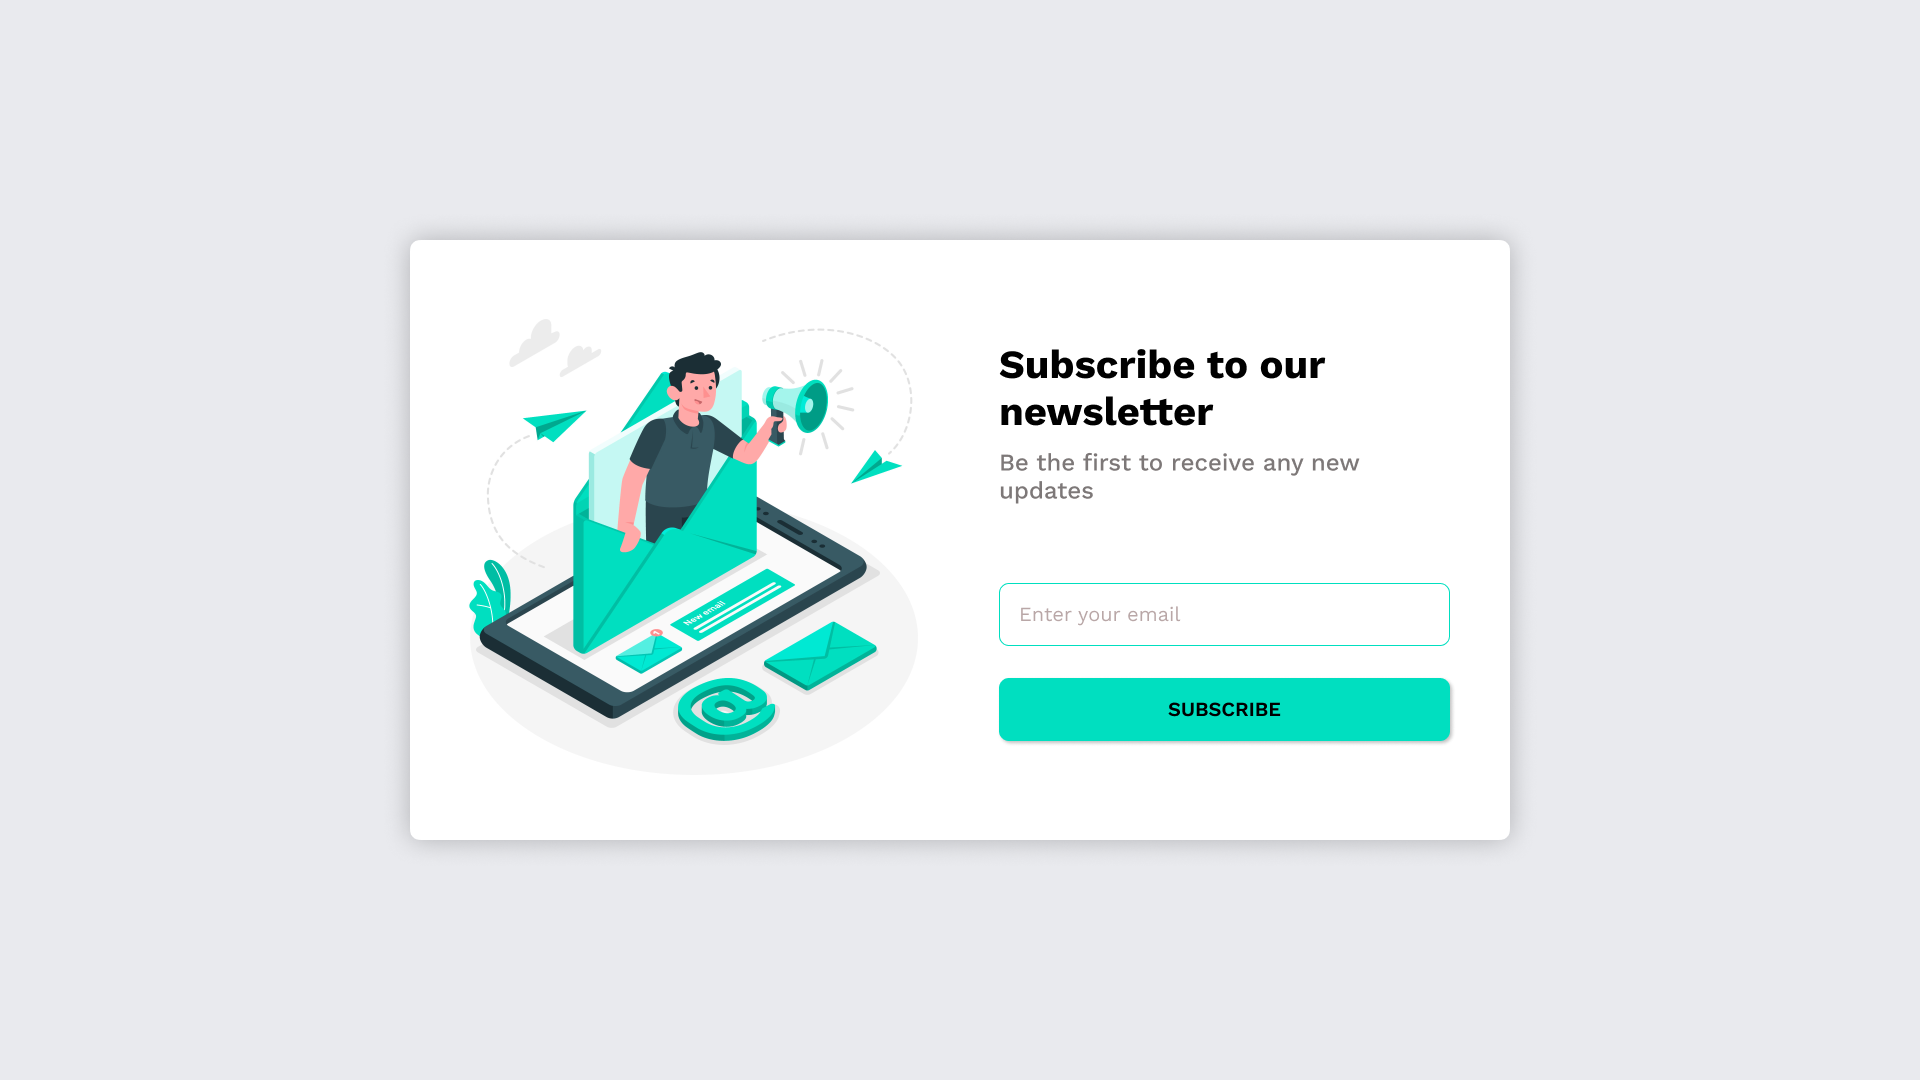 Subscribe to our
newsletter
Be the first to receive any new
updates
New email
@
Enter your email
SUBSCRIBE